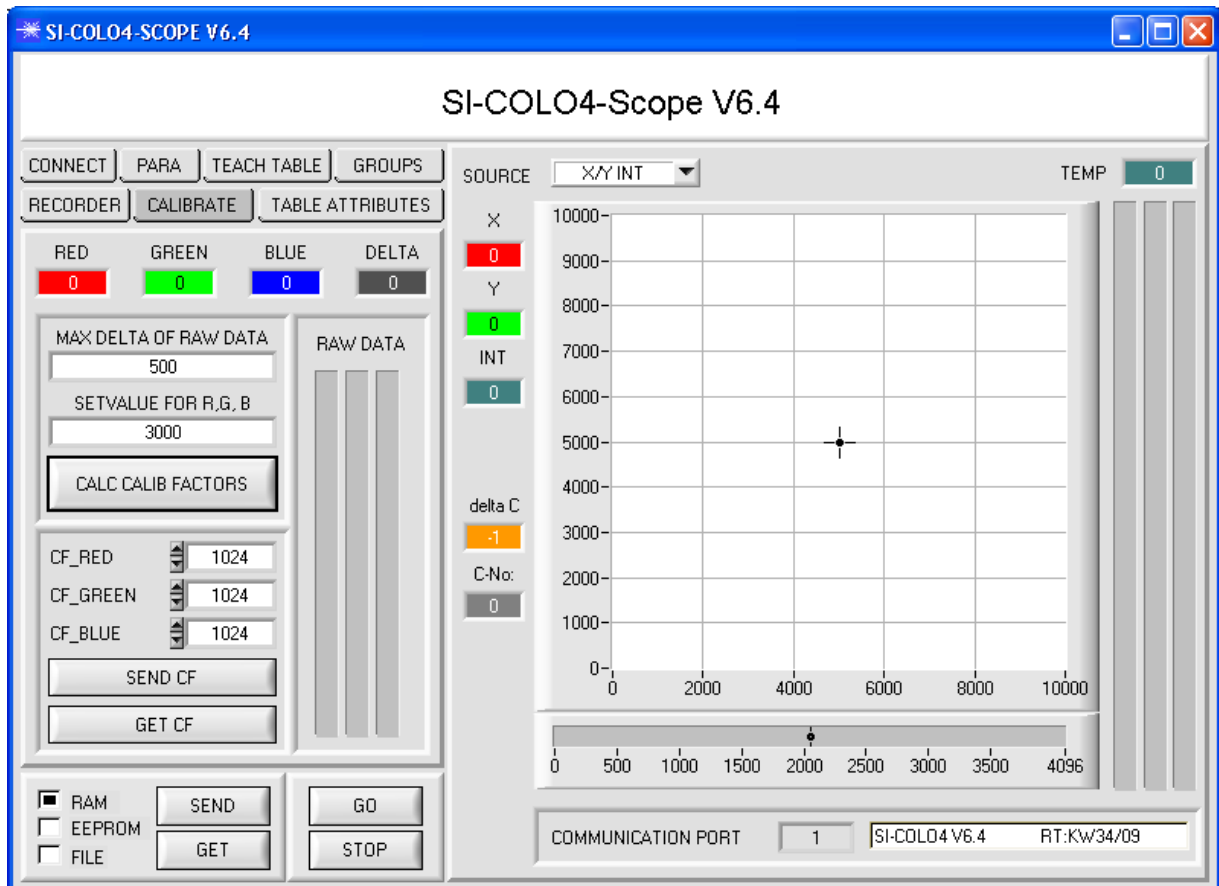 SI-COLO4-SCOPE V6.4
SI-COLO4-Scope V6.4
CONNECT PARA TEACH TABLE GROUPS
RECORDER CALIBRATE TABLE ATTRIBUTES
RED GREEN BLUE DELTA
0 0 0 0
MAX DELTA OF RAW DATA
500
SETVALUE FOR R,G, B
3000
CALC CALIB FACTORS
RAW DATA
CF_RED 1024
CF_GREEN 1024
CF_BLUE 1024
SEND CF
GET CF
RAM
EEPROM
FILE
SEND
GET
GO
STOP
SOURCE X/Y INT
TEMP 0
X
0
Y
0
INT
0
delta C
-1
C-No:
0
10000
9000
8000
7000
6000
5000
4000
3000
2000
1000
0
0 2000 4000 6000 8000 10000
0 500 1000 1500 2000 2500 3000 3500 4096
COMMUNICATION PORT 1 SI-COLO4 V6.4 RT:KW34/09